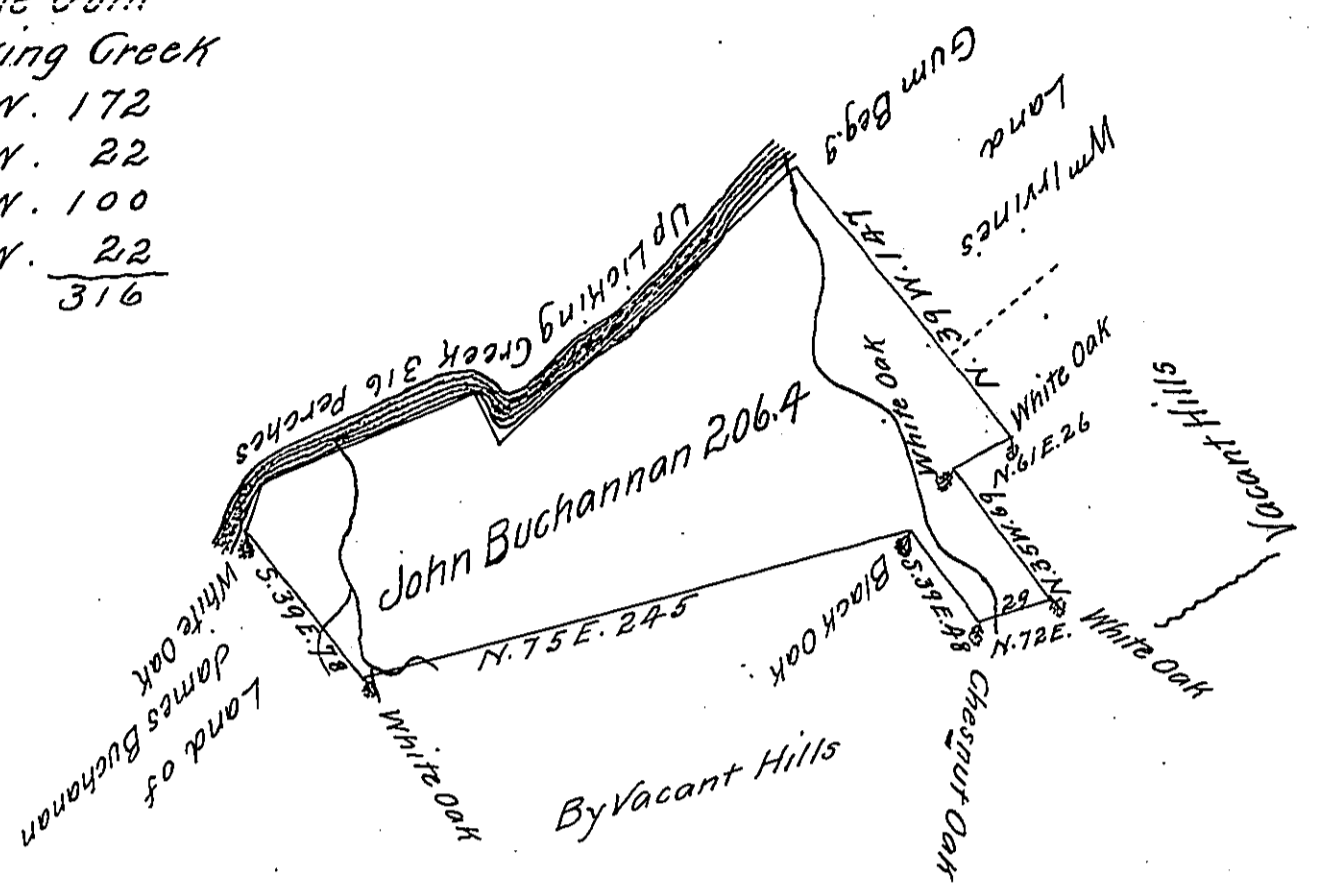 ing Creek
W. 172
W. 22
W. 100
W. 22
316
Gum Beg.g
Wm Irvines
Land
N. 39 W. 147
White Oak
N. 61 E. 26
White Oak
N. 35 W. 69
White Oak
N. 72 E.
29
Chesnut Oak
S. 39 E. 48
Black Oak
N. 75 E. 245
White Oak
S. 39 E. 78
White Oak
Land of
James Buchanan
Up Licking Creek 316 Perches
John Buchannan 206.A
By Vacant Hills
Vacant Hills